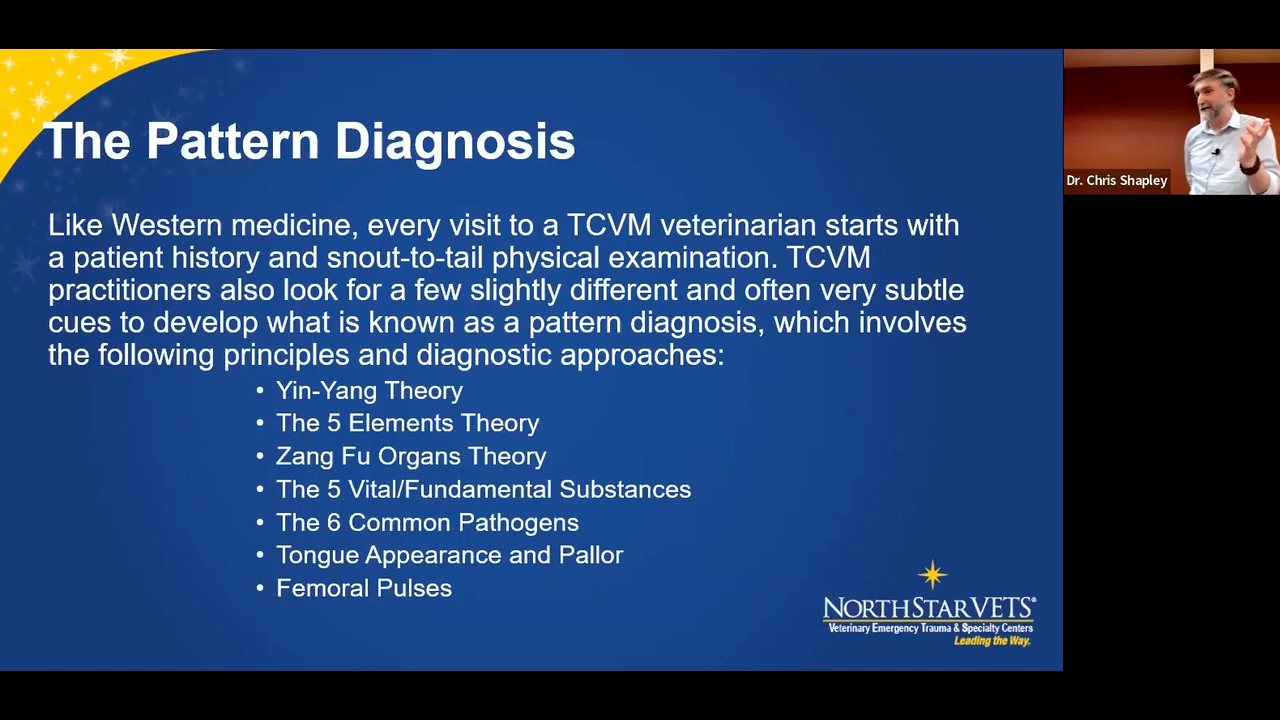 The Pattern Diagnosis
Like Western medicine, every visit to a TCVM veterinarian starts with
a patient history and snout-to-tail physical examination. TCVM
practitioners also look for a few slightly different and often very subtle
cues to develop what is known as a pattern diagnosis, which involves
the following principles and diagnostic approaches:
• Yin-Yang Theory
• The 5 Elements Theory
• Zang Fu Organs Theory
• The 5 Vital/Fundamental Substances
• The 6 Common Pathogens
• Tongue Appearance and Pallor
• Femoral Pulses
NORTHSTAR VETS®
Veterinary Emergency Trauma & Specialty Centers
Leading the Way.
Dr. Chris Shapley